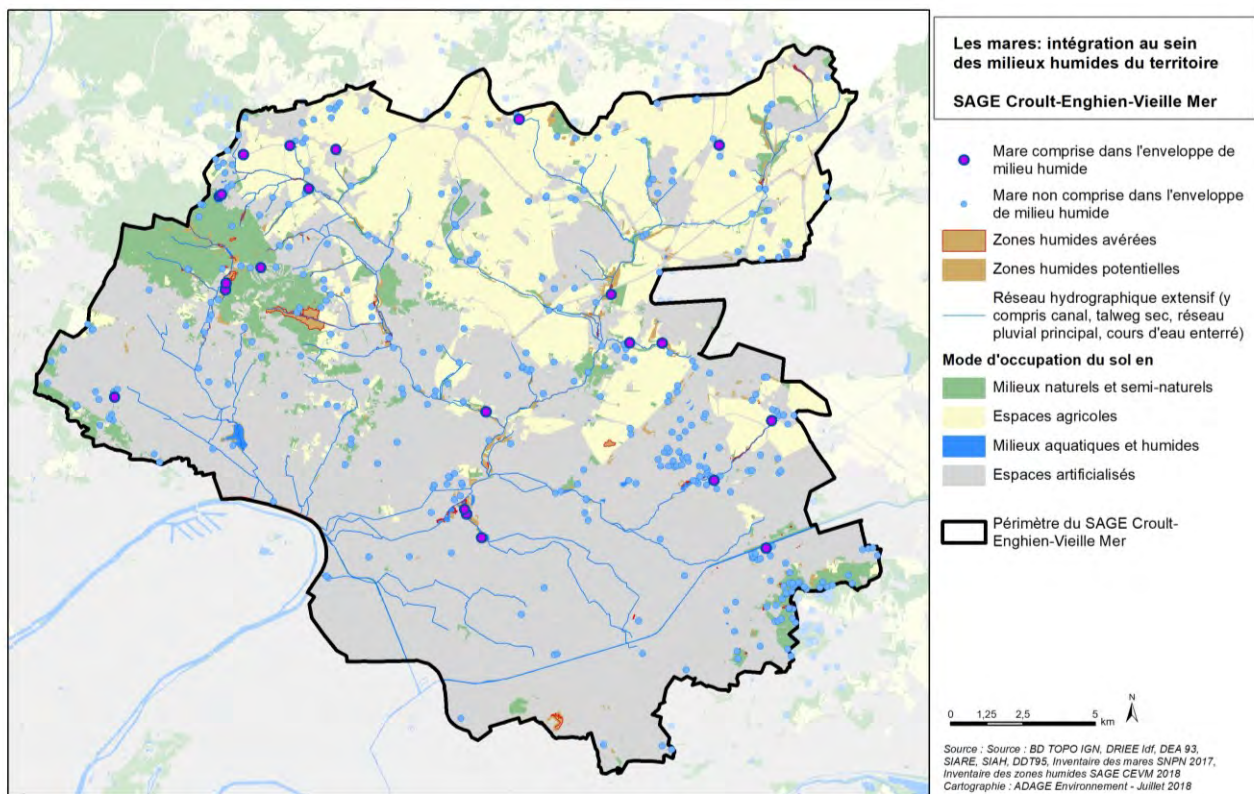 Les mares: intégration au sein
des milieux humides du territoire
SAGE Croult-Enghien-Vieille Mer
Mare comprise dans l'enveloppe de
milieu humide
Mare non comprise dans l'enveloppe
de milieu humide
Zones humides avérées
Zones humides potentielles
Réseau hydrographique extensif (y
compris canal, talweg sec, réseau
pluvial principal, cours d'eau enterré)
Mode d'occupation du sol en
Milieux naturels et semi-naturels
Espaces agricoles
Milieux aquatiques et humides
Espaces artificialisés
Périmètre du SAGE Croult-
Enghien-Vieille Mer
0 1,25 2,5 5
km
N
Source : Source : BD TOPO IGN, DRIEE Idf, DEA 93,
SIARE, SIAH, DDT95, Inventaire des mares SNPN 2017,
Inventaire des zones humides SAGE CEVM 2018
Cartographie : ADAGE Environnement - Juillet 2018